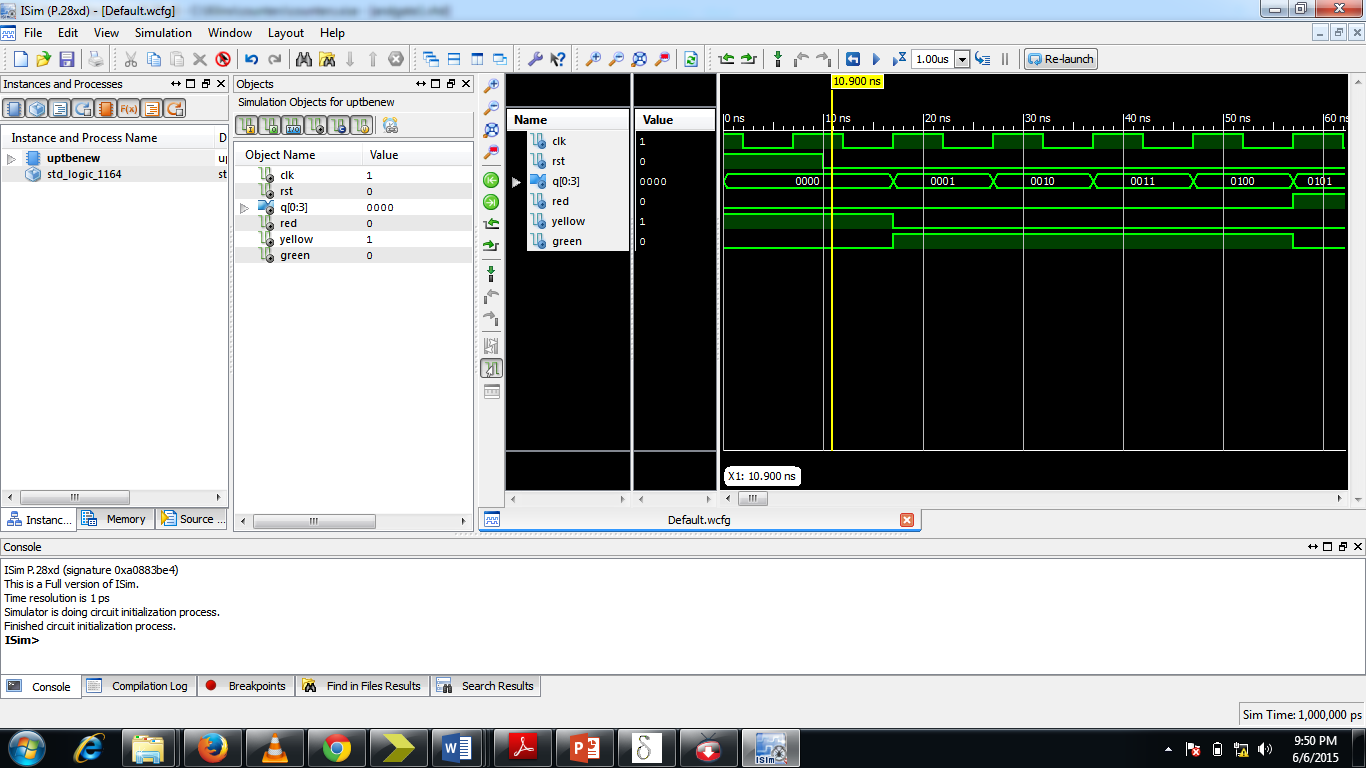 ISim (P.28xd) - [Default.wcfg]
File Edit View Simulation Window Layout Help
1.00us Re-launch
Instances and Processes
Instance and Process Name D
uptbenew up
std_logic_1164 st
Instanc... Memory Source ...
Objects
Simulation Objects for uptbenew
Object Name Value
clk 1
rst 0
q[0:3] 0000
red 0
yellow 1
green 0
10.900 ns
Name Value
0 ns 10 ns 20 ns 30 ns 40 ns 50 ns 60 ns
clk 1
rst 0
q[0:3] 0000 0000 0001 0010 0011 0100 0101
red 0
yellow 1
green 0
X1: 10.900 ns
Default.wcfg
Console
ISim P.28xd (signature 0xa0883be4)
This is a Full version of ISim.
Time resolution is 1 ps
Simulator is doing circuit initialization process.
Finished circuit initialization process.
ISim>
Console Compilation Log Breakpoints Find in Files Results Search Results
Sim Time: 1,000,000 ps
ISim
9:50 PM
6/6/2015